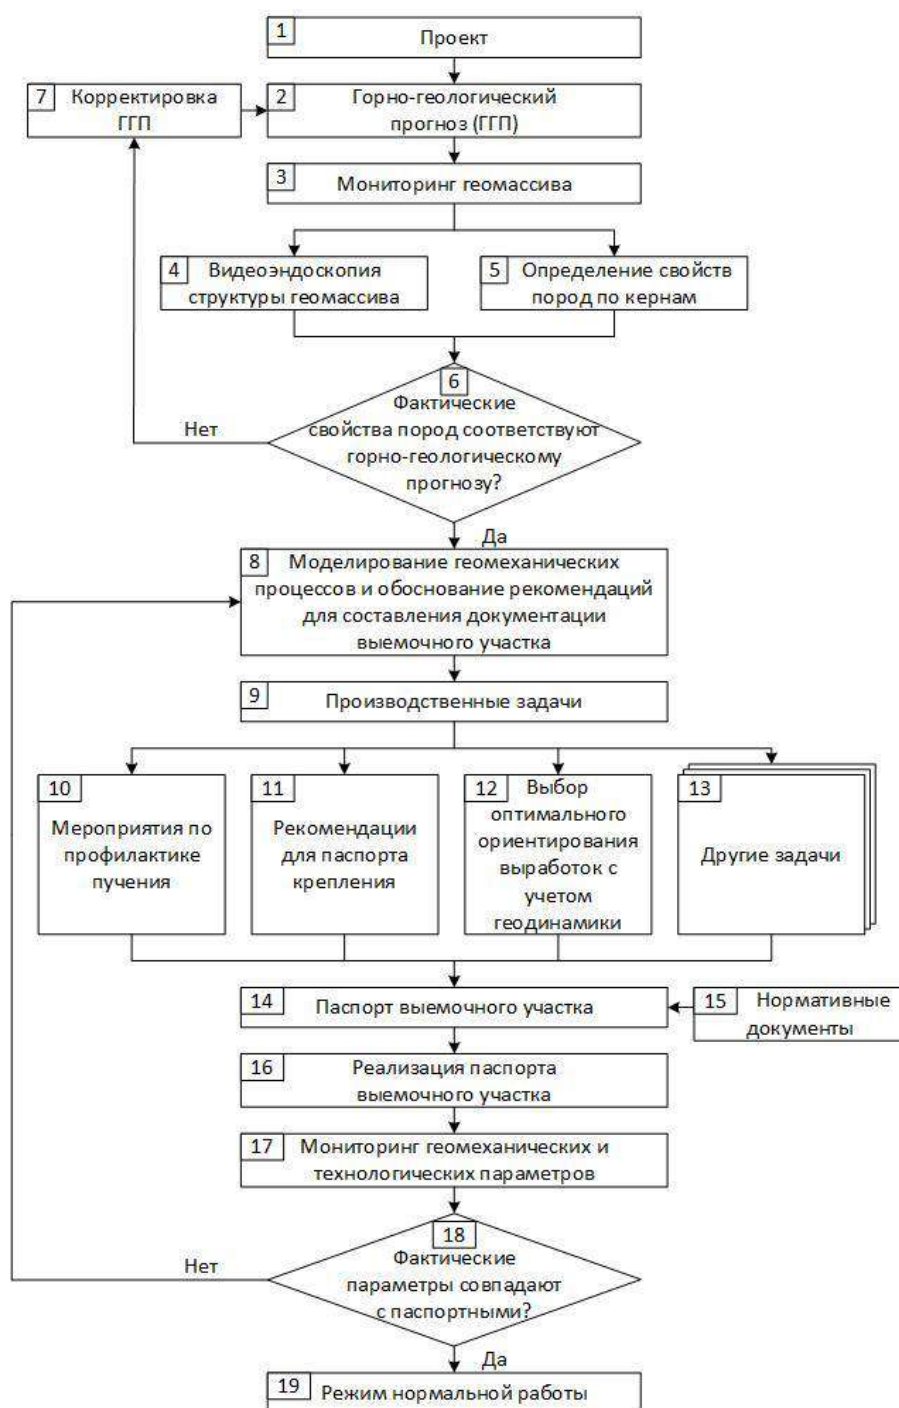 1
Проект
7 Корректировка
ГГП
2 Горно-геологический
прогноз (ГГП)
3
Мониторинг геомассива
4 Видеоэндоскопия
структуры геомассива
5 Определение свойств
пород по кернам
6
Фактические
свойства пород соответствуют
горно-геологическому
прогнозу?
Нет
Да
8 Моделирование геомеханических
процессов и обоснование рекомендаций
для составления документации
выемочного участка
9 Производственные задачи
10
Мероприятия по
профилактике
пучения
11
Рекомендации
для паспорта
крепления
12 Выбор
оптимального
ориентирования
выработок с
учетом
геодинамики
13
Другие задачи
14 Паспорт выемочного участка
15 Нормативные
документы
16 Реализация паспорта
выемочного участка
17 Мониторинг геомеханических и
технологических параметров
18
Фактические
параметры совпадают
с паспортными?
Нет
Да
19 Режим нормальной работы